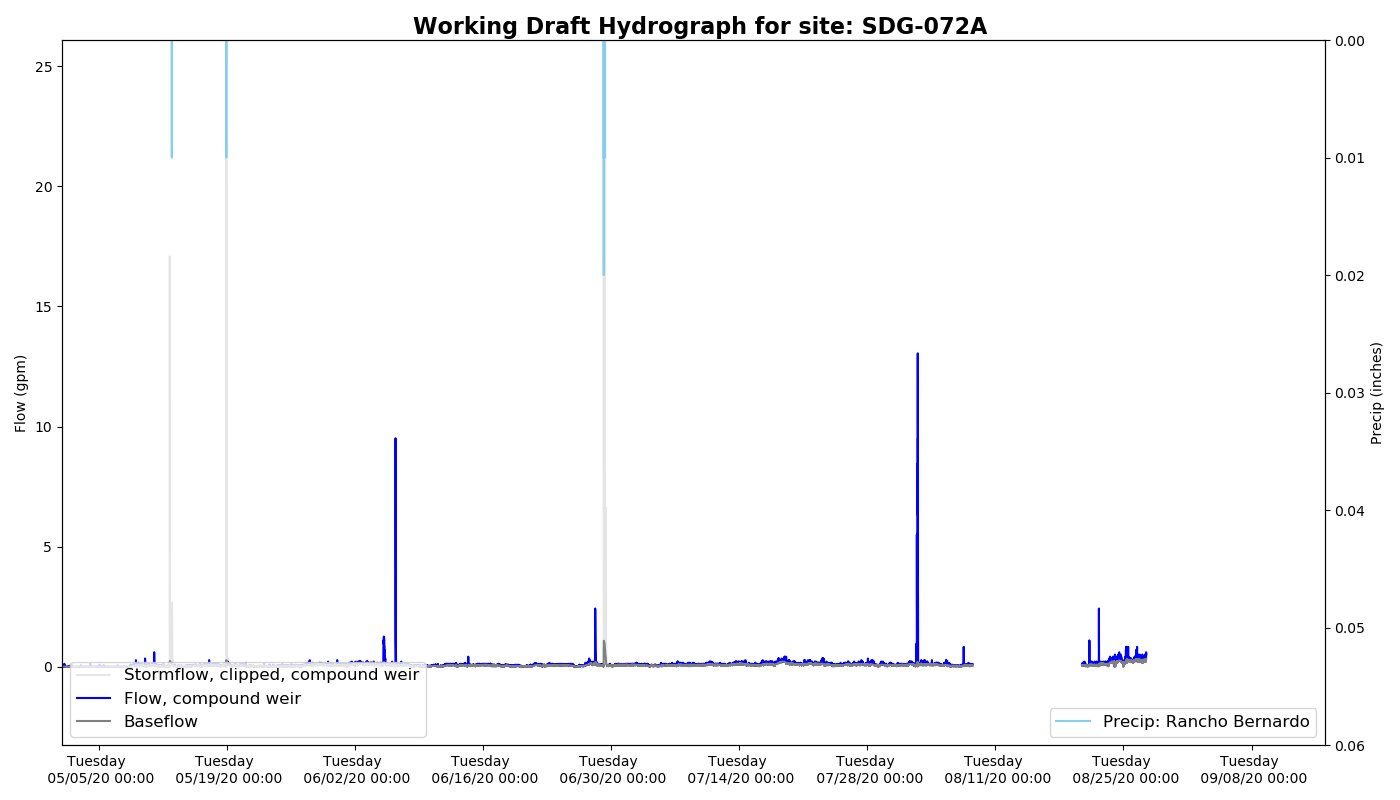 Working Draft Hydrograph for site: SDG-072A
25
20
15
10
5
0
Flow (gpm)
0.00
0.01
0.02
0.03
0.04
0.05
0.06
Precip (inches)
Stormflow, clipped, compound weir
Flow, compound weir
Baseflow
Precip: Rancho Bernardo
Tuesday
05/05/20 00:00
Tuesday
05/19/20 00:00
Tuesday
06/02/20 00:00
Tuesday
06/16/20 00:00
Tuesday
06/30/20 00:00
Tuesday
07/14/20 00:00
Tuesday
07/28/20 00:00
Tuesday
08/11/20 00:00
Tuesday
08/25/20 00:00
Tuesday
09/08/20 00:00